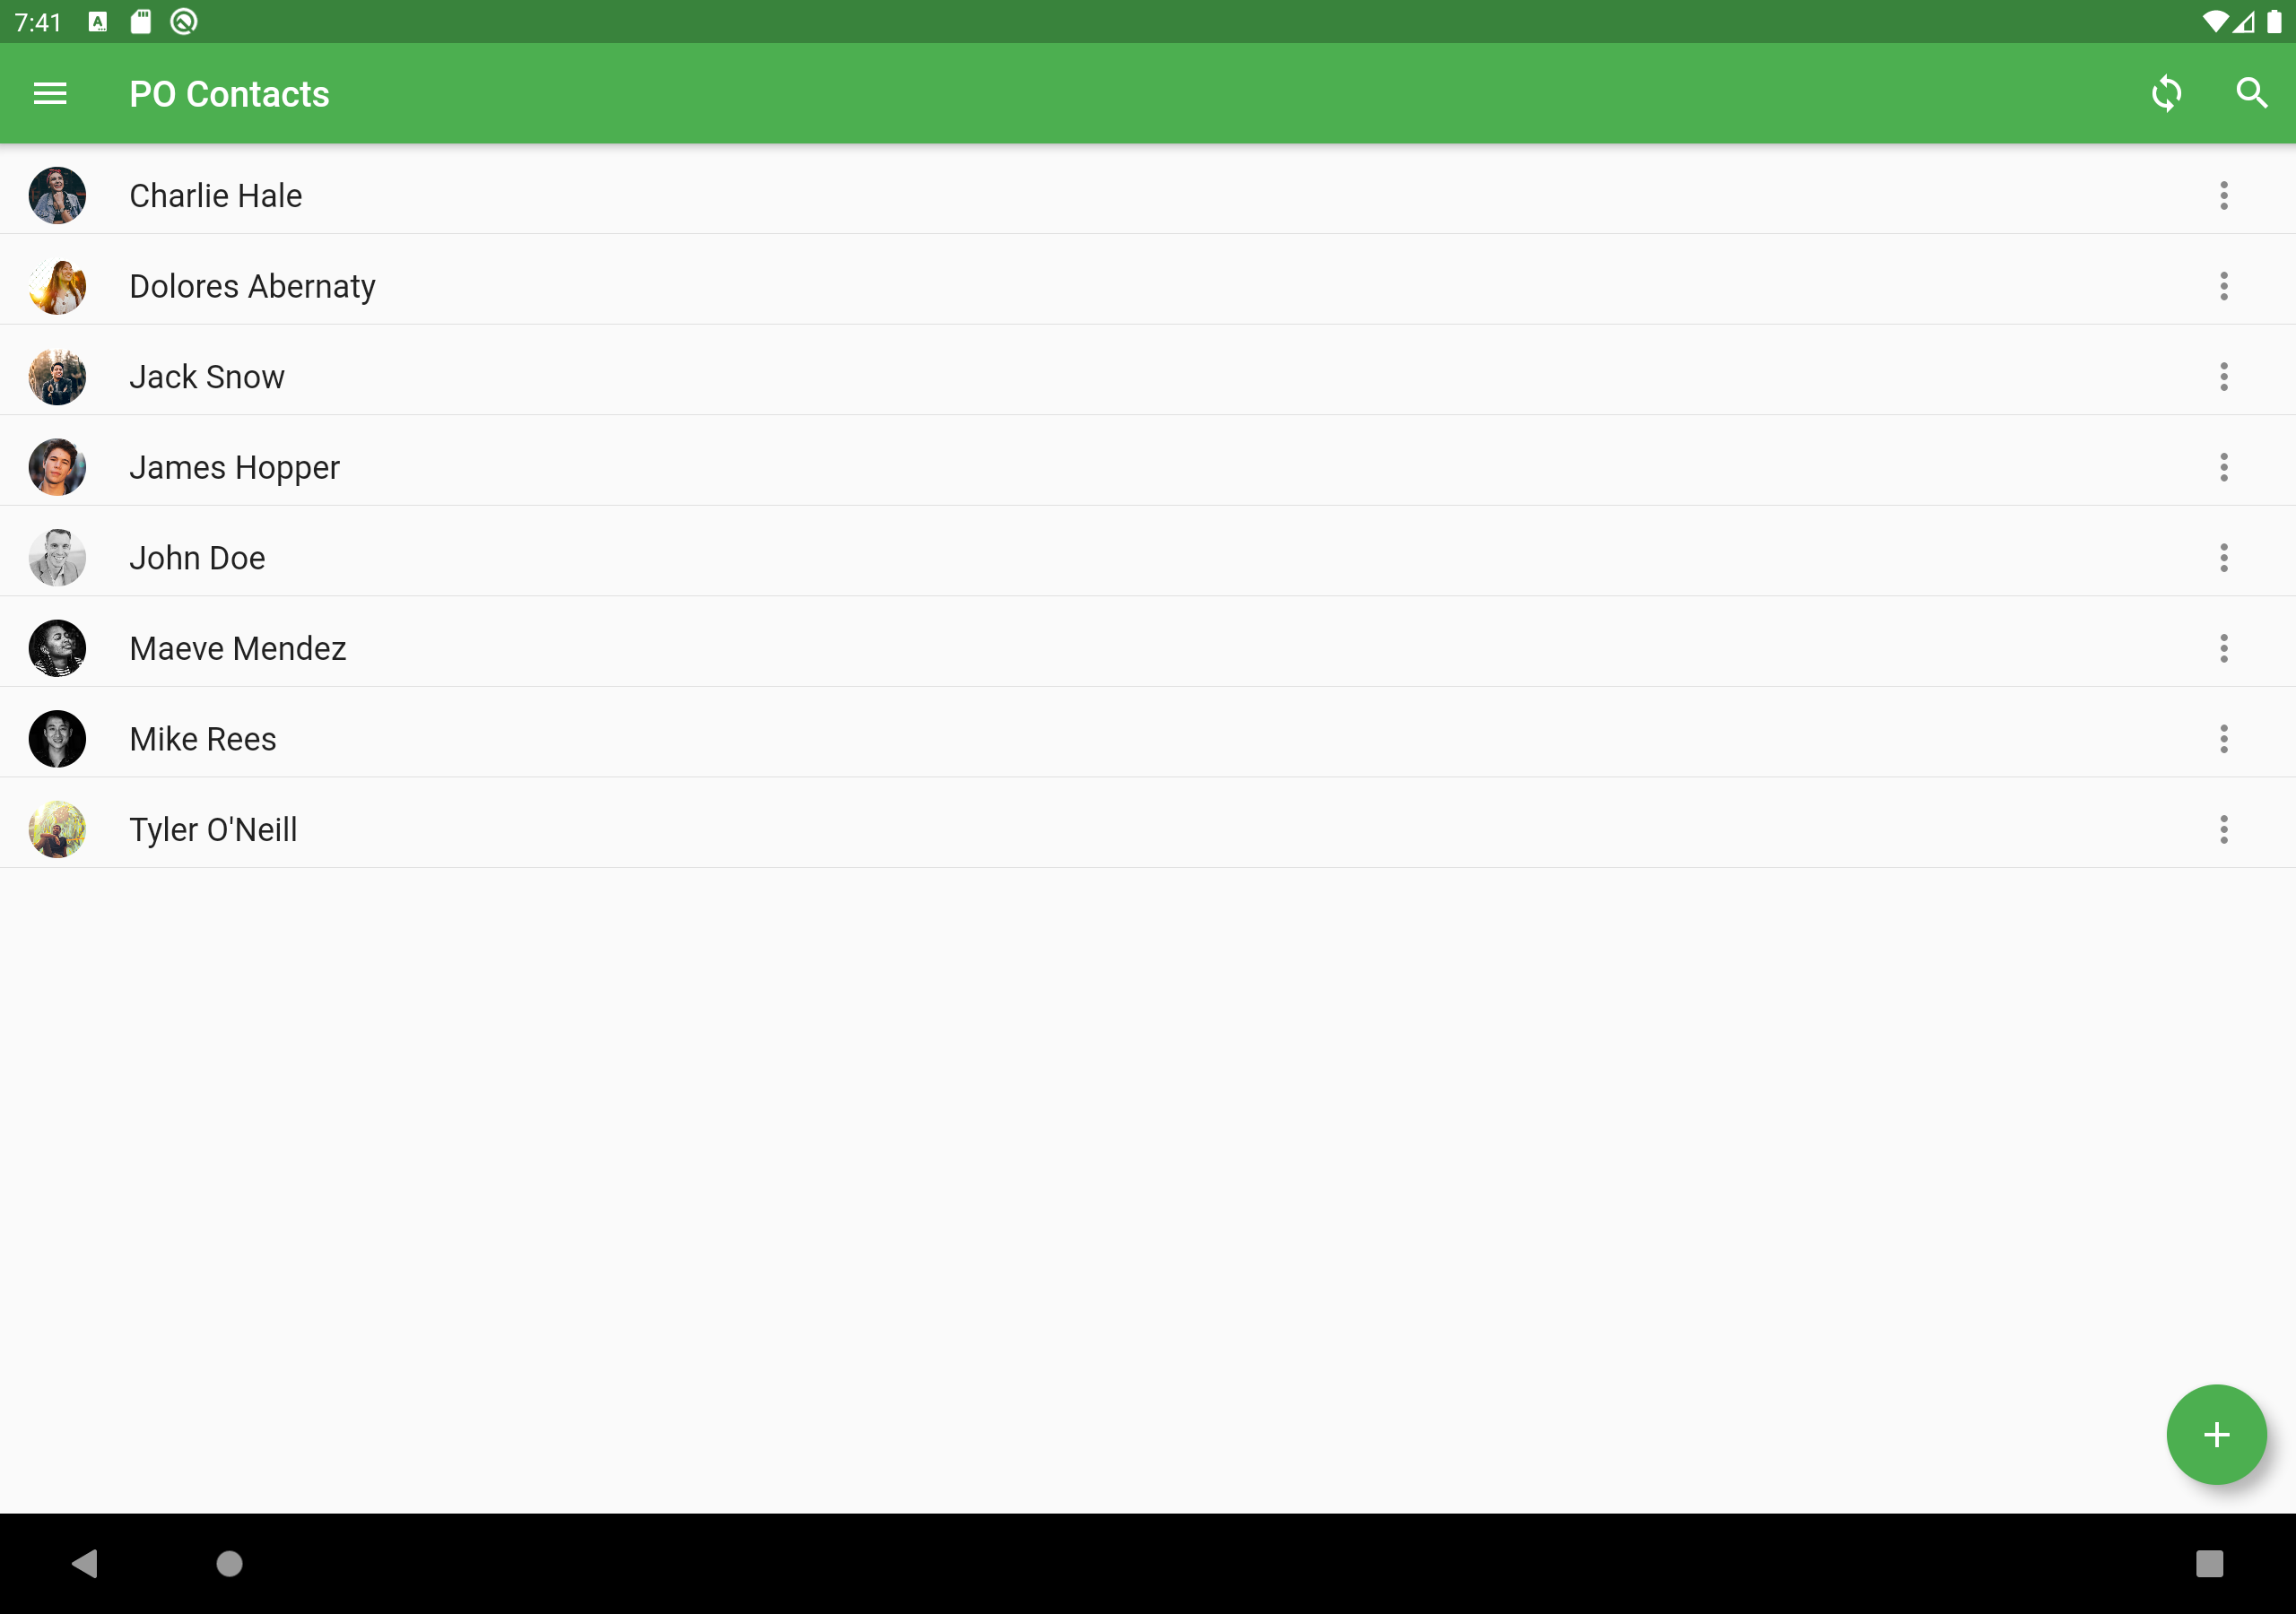 7:41
PO Contacts
Charlie Hale
Dolores Abernaty
Jack Snow
James Hopper
John Doe
Maeve Mendez
Mike Rees
Tyler O'Neill